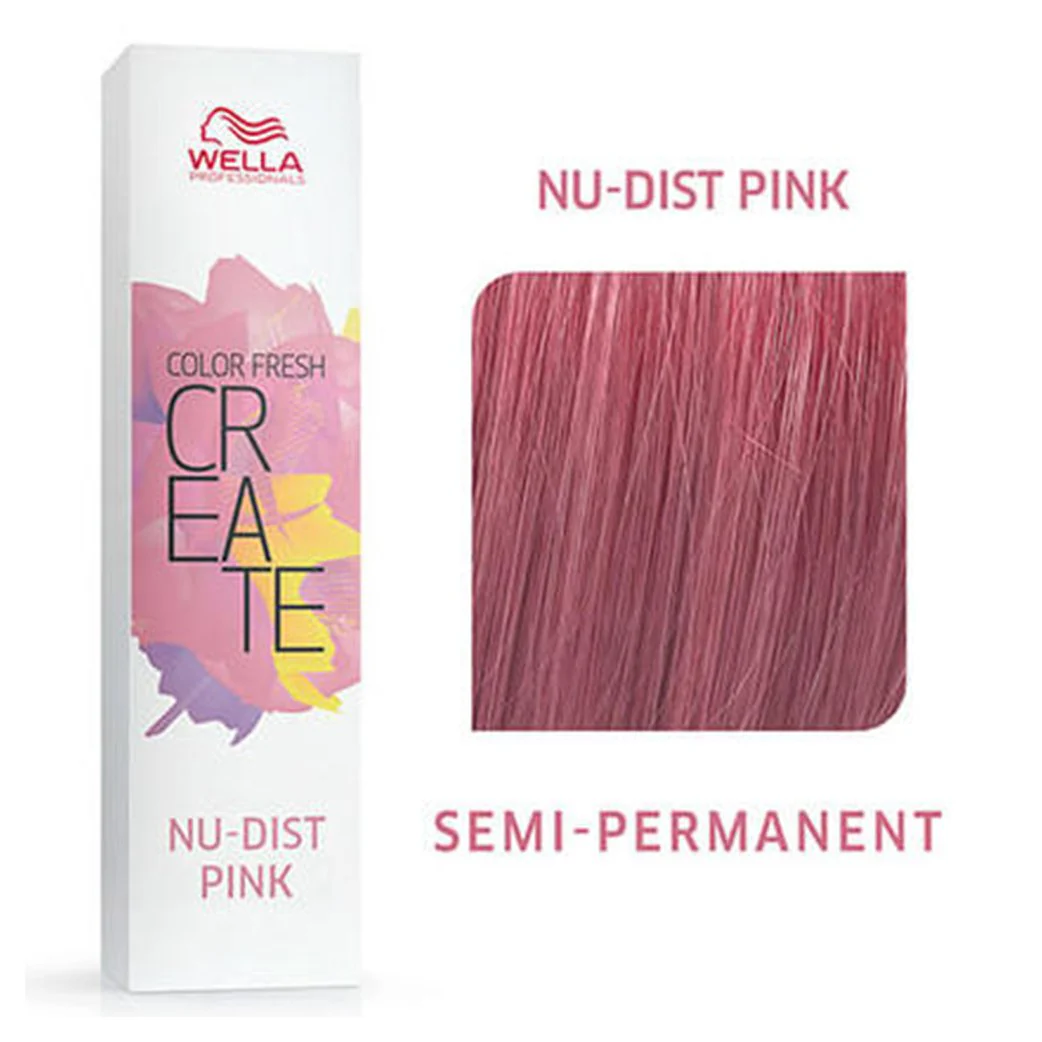 WELLA
PROFESSIONALS
COLOR FRESH
CR
EA
TE
NU-DIST
PINK
NU-DIST PINK
SEMI-PERMANENT